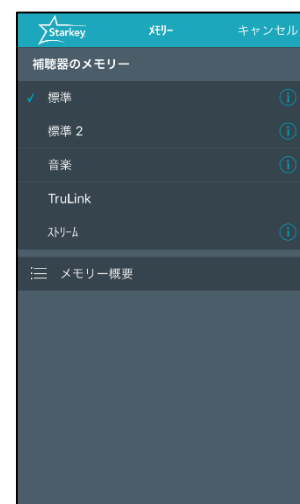 Starkey
ﾒﾓﾘｰ
キャンセル
補聴器のメモリー
✓ 標準
標準 2
音楽
TruLink
ｽﾄﾘｰﾑ
メモリー概要